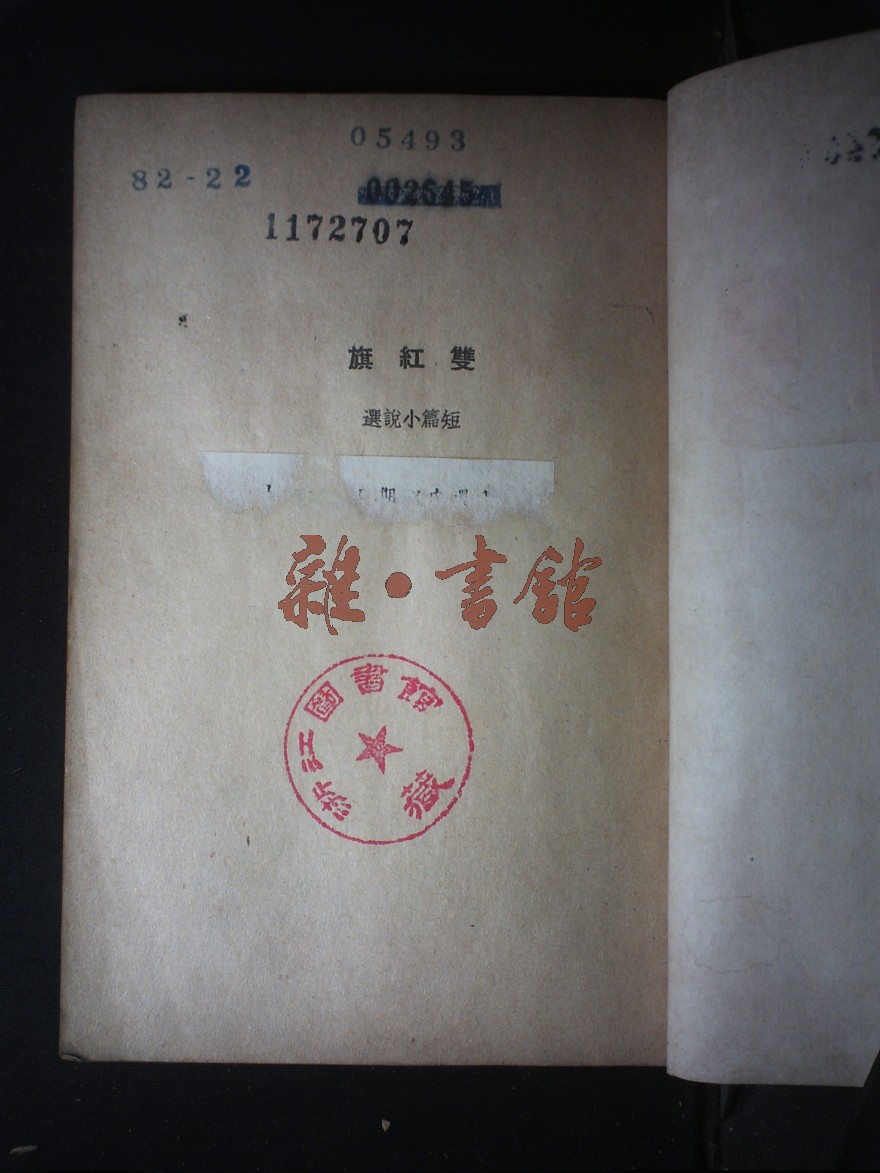 05493
82-22
002645
1172707
雙紅旗
短篇小說選
期
雜·書館
浙江圖書館
藏